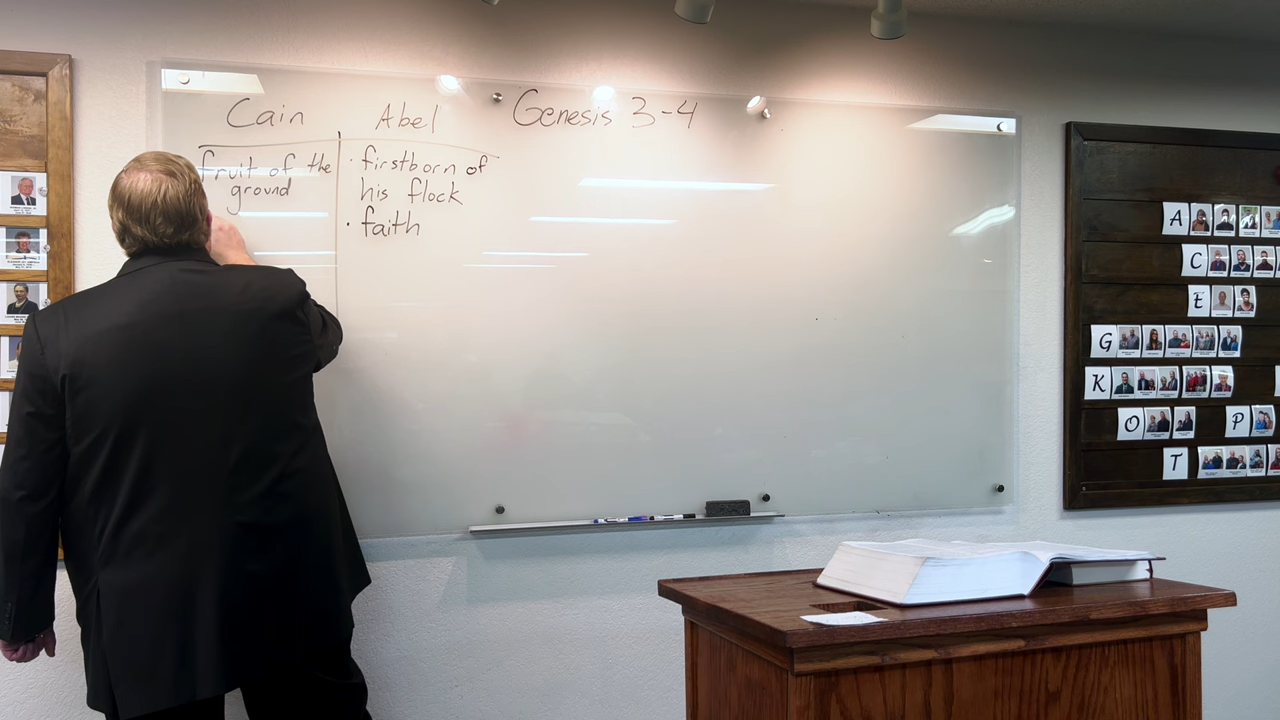 Cain Abel Genesis 3-4
fruit of the
ground
· firstborn of
his flock
· faith
A
C
E
G
K
O P
T